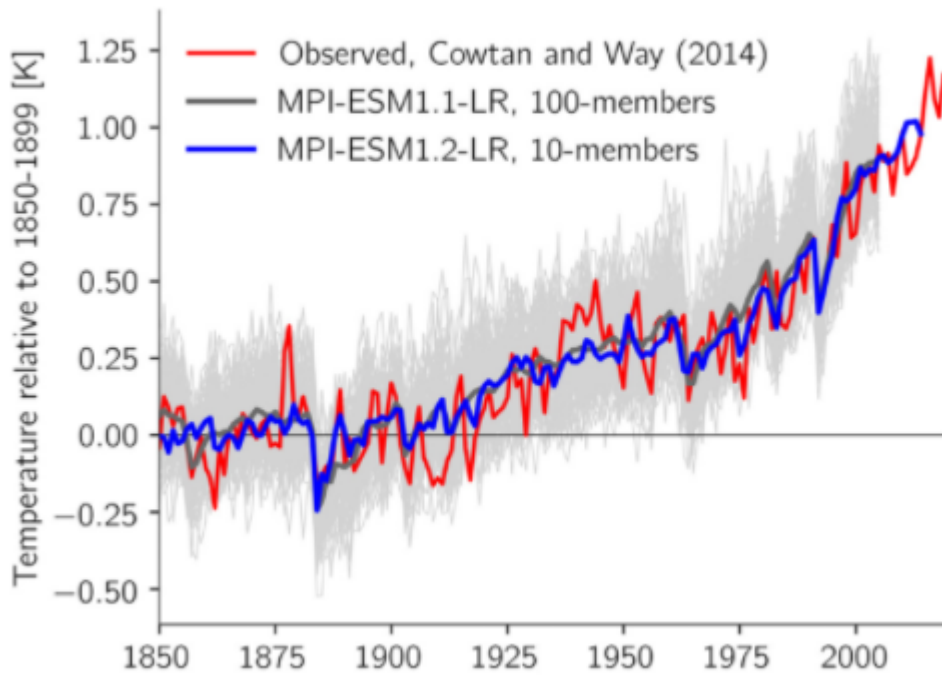 Temperature relative to 1850-1899 [K]
1.25
1.00
0.75
0.50
0.25
0.00
−0.25
−0.50
Observed, Cowtan and Way (2014)
MPI-ESM1.1-LR, 100-members
MPI-ESM1.2-LR, 10-members
1850 1875 1900 1925 1950 1975 2000